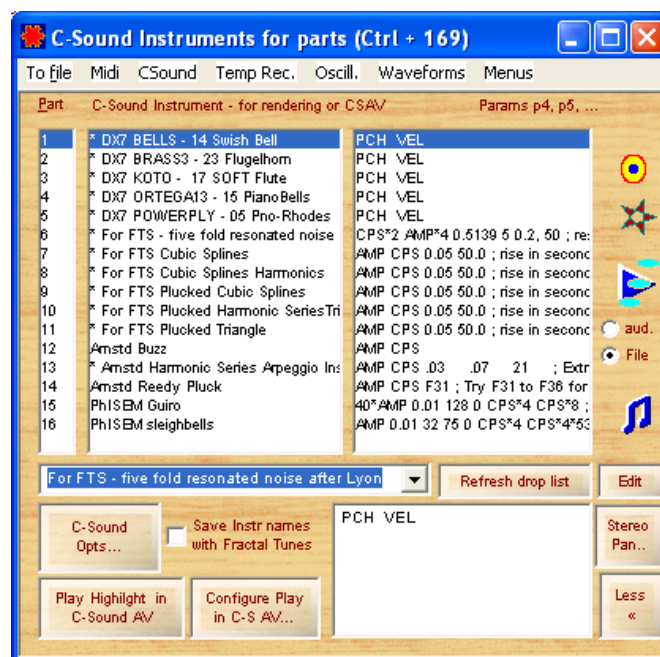 C-Sound Instruments for parts (Ctrl + 169)
To file Midi CSound Temp Rec. Oscill. Waveforms Menus
Part C-Sound Instrument - for rendering or CSAV Params p4, p5, ...
1 * DX7 BELLS - 14 Swish Bell PCH VEL
2 * DX7 BRASS3 - 23 Flugelhorn PCH VEL
3 * DX7 KOTO - 17 SOFT Flute PCH VEL
4 * DX7 ORTEGA13 - 15 PianoBells PCH VEL
5 * DX7 POWERPLY - 05 Pno-Rhodes PCH VEL
6 * For FTS - five fold resonated noise CPS*2 AMP*4 0.5139 5 0.2, 50 ; re:
7 * For FTS Cubic Splines AMP CPS 0.05 50.0 ; rise in second
8 * For FTS Cubic Splines Harmonics AMP CPS 0.05 50.0 ; rise in second
9 * For FTS Plucked Cubic Splines AMP CPS 0.05 50.0 ; rise in second
10 * For FTS Plucked Harmonic SeriesTri AMP CPS 0.05 50.0 ; rise in second
11 * For FTS Plucked Triangle AMP CPS 0.05 50.0 ; rise in second
12 Amstd Buzz AMP CPS
13 * Amstd Harmonic Series Arpeggio Ins AMP CPS .03 .07 21 ; Extr
14 Amstd Reedy Pluck AMP CPS F31 ; Try F31 to F36 for
15 PhISEM Guiro 40*AMP 0.01 128 0 CPS*4 CPS*8 ;
16 PhISEM sleighbells AMP 0.01 32 75 0 CPS*4 CPS*4*53
aud.
File
For FTS - five fold resonated noise after Lyon Refresh drop list Edit
C-Sound
Opts...
Save Instr names
with Fractal Tunes
PCH VEL
Stereo
Pan..
Play Highlight in
C-Sound AV
Configure Play
in C-S AV...
Less
«